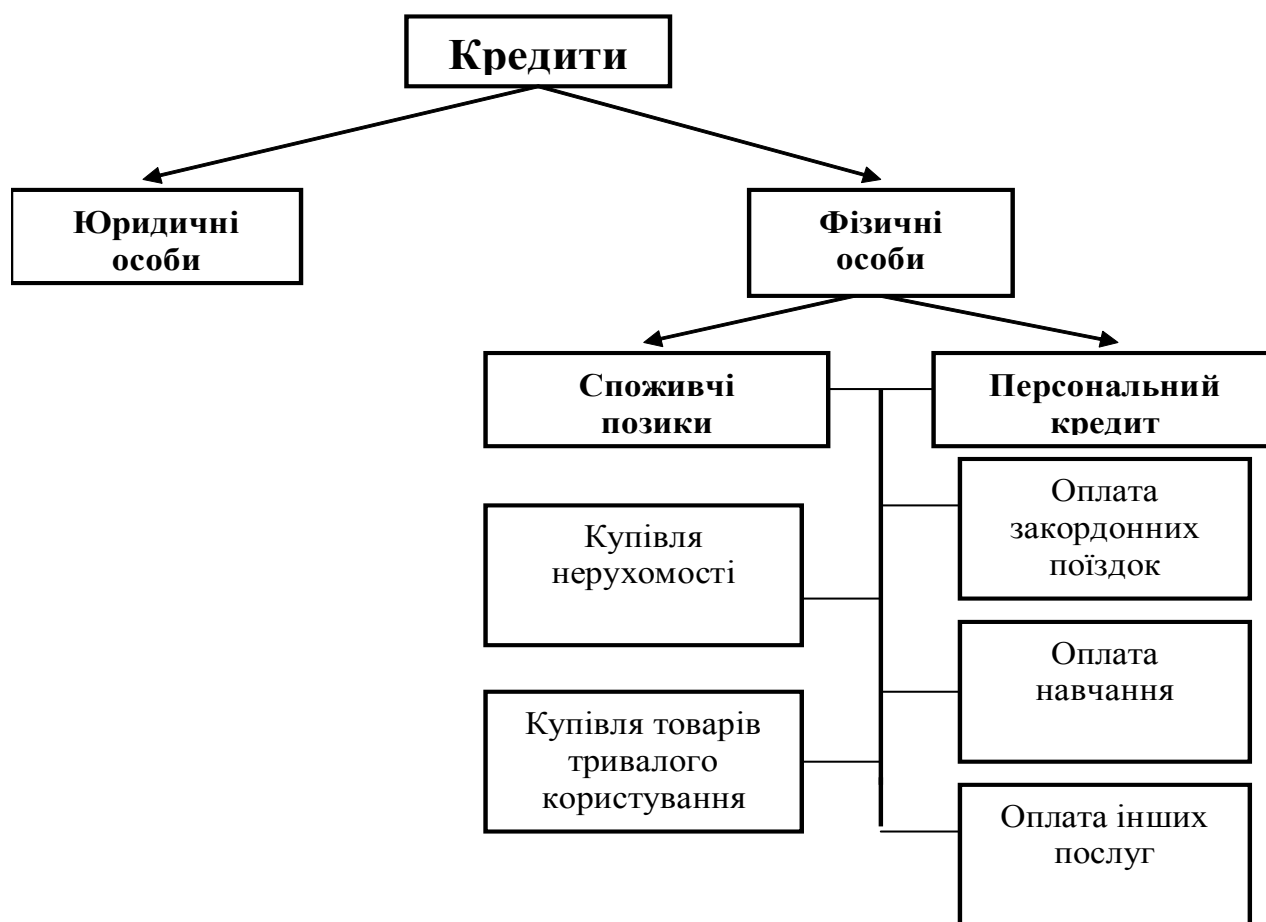 Кредити
Юридичні
особи
Фізичні
особи
Споживчі
позики
Персональний
кредит
Купівля
нерухомості
Оплата
закордонних
поїздок
Оплата
навчання
Купівля товарів
тривалого
користування
Оплата інших
послуг